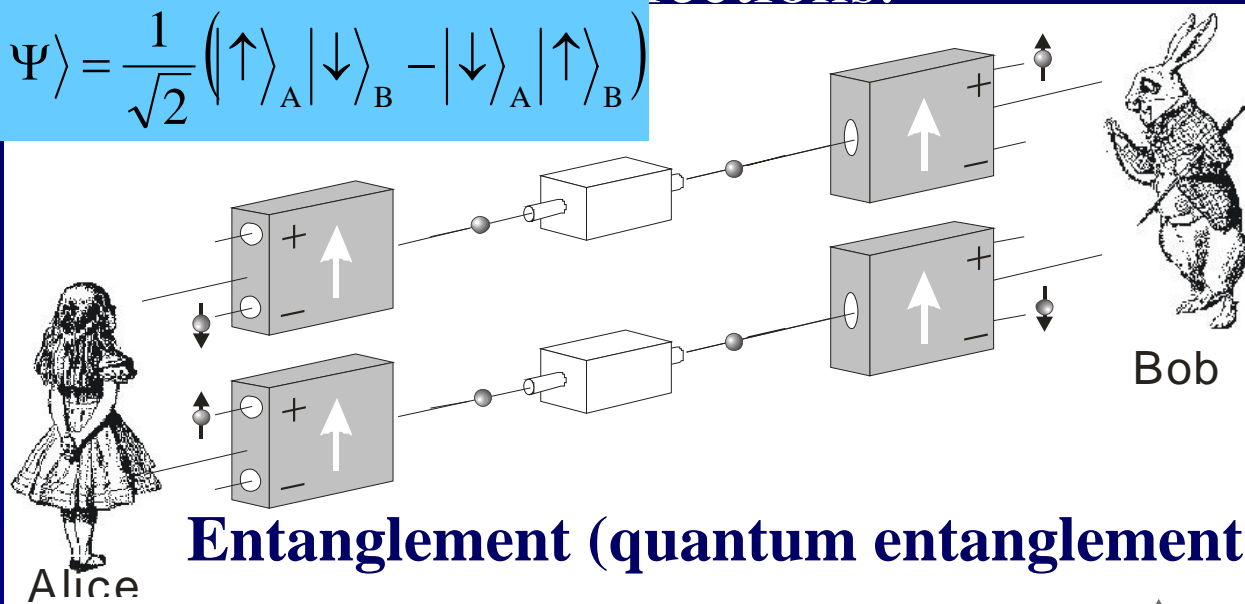 Ψ⟩ = 1/√2 (|↑⟩_A |↓⟩_B − |↓⟩_A |↑⟩_B)
+
−
+
−
+
−
+
−
Bob
Entanglement (quantum entanglement
Alice